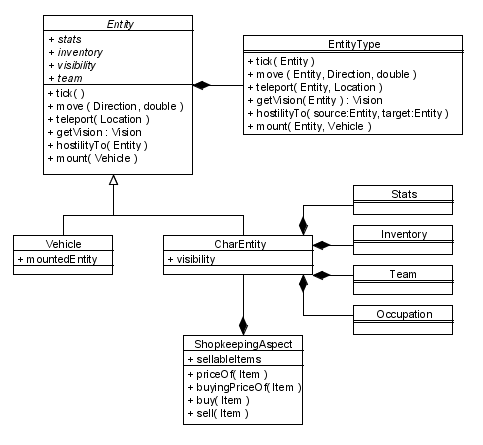 Entity
+ stats
+ inventory
+ visibility
+ team
+ tick( )
+ move ( Direction, double )
+ teleport( Location )
+ getVision : Vision
+ hostilityTo( Entity )
+ mount( Vehicle )
EntityType
+ tick( Entity )
+ move ( Entity, Direction, double )
+ teleport( Entity, Location )
+ getVision( Entity ) : Vision
+ hostilityTo( source:Entity, target:Entity )
+ mount( Entity, Vehicle )
Vehicle
+ mountedEntity
CharEntity
+ visibility
Stats
Inventory
Team
Occupation
ShopkeepingAspect
+ sellableItems
+ priceOf( Item )
+ buyingPriceOf( Item )
+ buy( Item )
+ sell( Item )